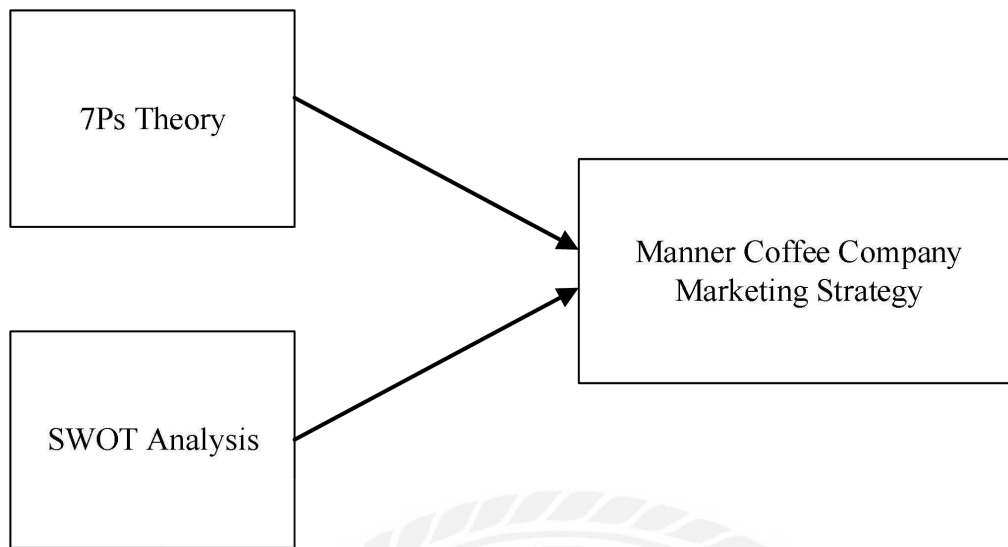 7Ps Theory
Manner Coffee Company
Marketing Strategy
SWOT Analysis